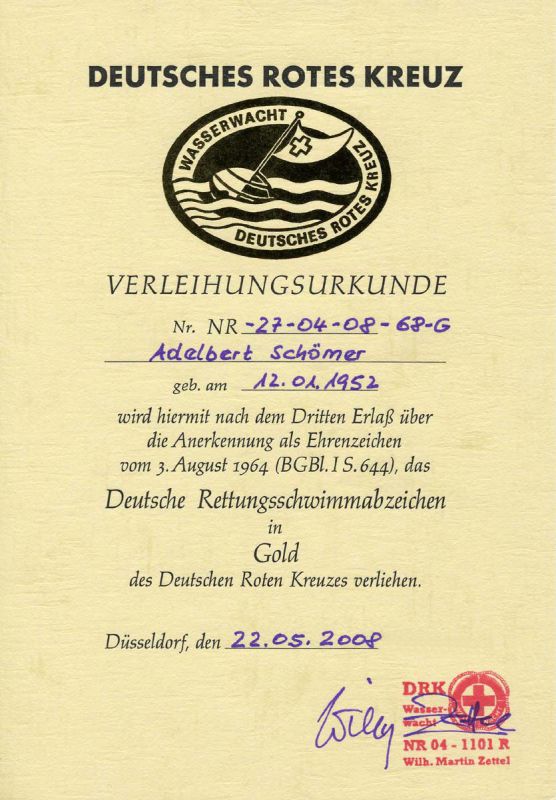 DEUTSCHES ROTES KREUZ
WASSERWACHT
DEUTSCHES ROTES KREUZ
VERLEIHUNGSURKUNDE
Nr. NR -27-04-08-68-G
Adelbert Schömer
geb. am 12.01.1952
wird hiermit nach dem Dritten Erlaß über
die Anerkennung als Ehrenzeichen
vom 3. August 1964 (BGBl. I S. 644), das
Deutsche Rettungsschwimmabzeichen
in
Gold
des Deutschen Roten Kreuzes verliehen.
Düsseldorf, den 22.05.2008
DRK
Wasser-
wacht
NR 04 - 1101 R
Wilh. Martin Zettel